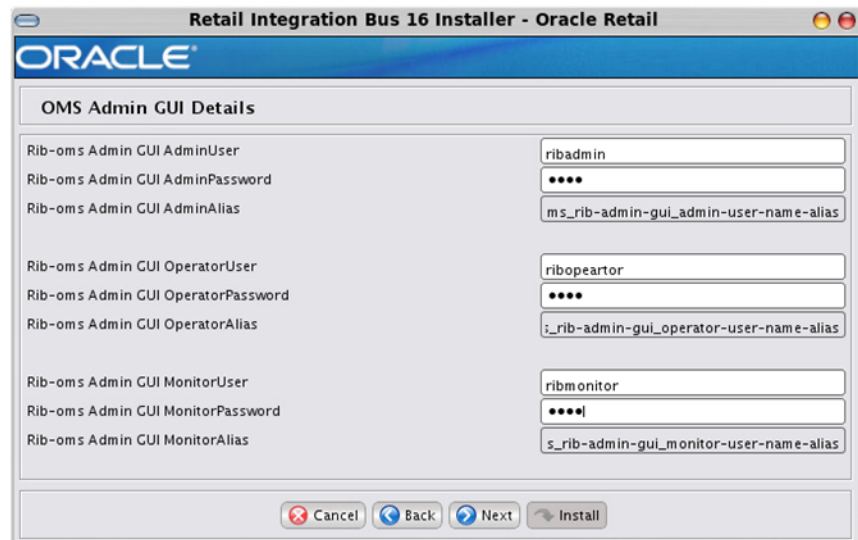 Retail Integration Bus 16 Installer - Oracle Retail
ORACLE®
OMS Admin GUI Details
Rib-oms Admin GUI AdminUser ribadmin
Rib-oms Admin GUI AdminPassword ••••
Rib-oms Admin GUI AdminAlias ms_rib-admin-gui_admin-user-name-alias
Rib-oms Admin GUI OperatorUser ribopeartor
Rib-oms Admin GUI OperatorPassword ••••
Rib-oms Admin GUI OperatorAlias _rib-admin-gui_operator-user-name-alias
Rib-oms Admin GUI MonitorUser ribmonitor
Rib-oms Admin GUI MonitorPassword ••••
Rib-oms Admin GUI MonitorAlias s_rib-admin-gui_monitor-user-name-alias
Cancel Back Next Install